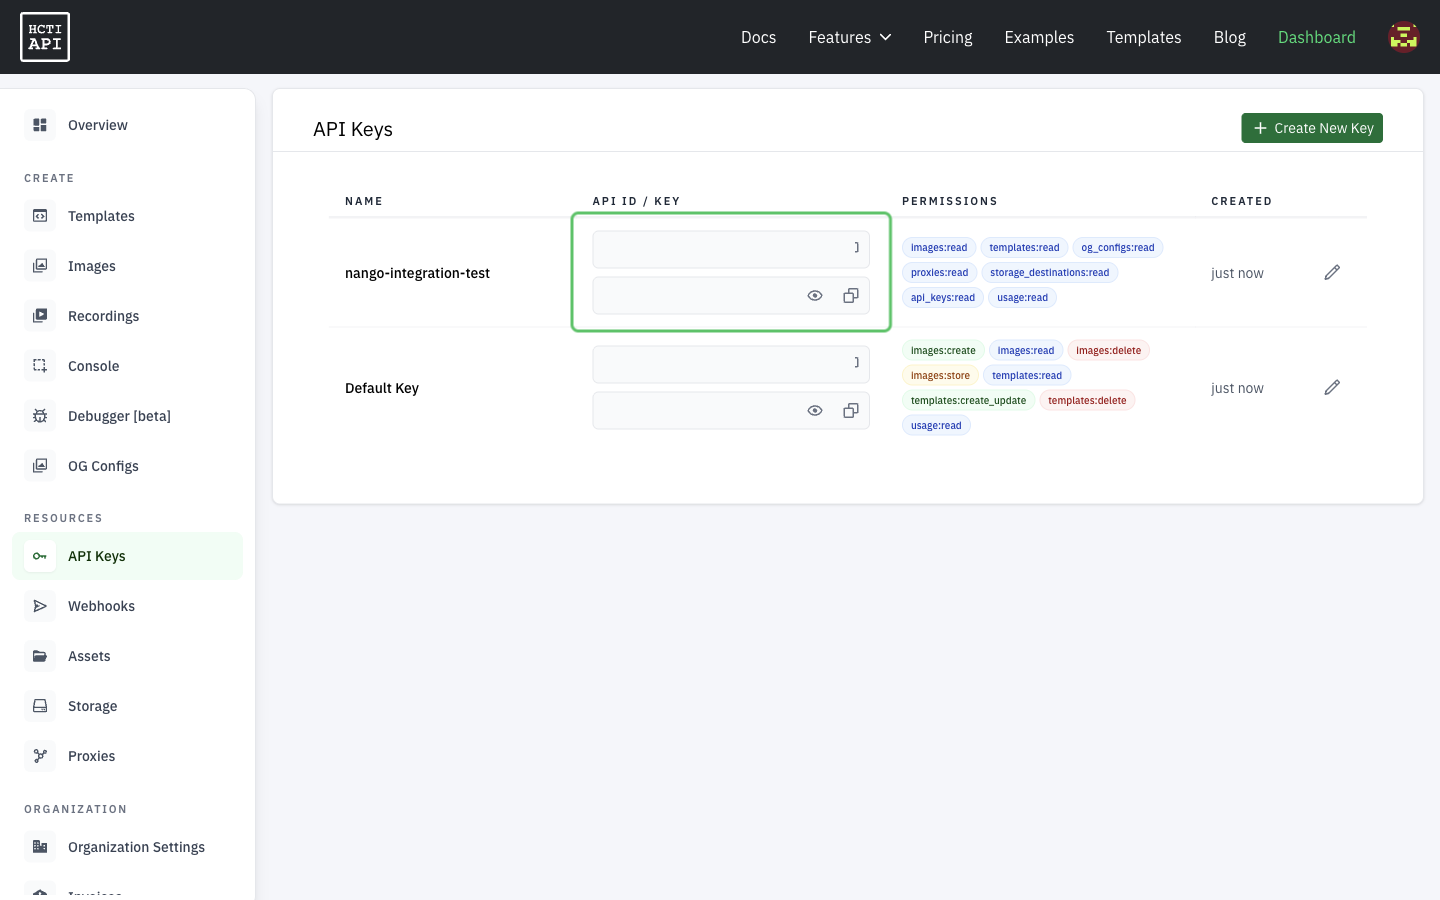 HCTI
API
Docs
Features
Pricing
Examples
Templates
Blog
Dashboard
Overview
CREATE
Templates
Images
Recordings
Console
Debugger [beta]
OG Configs
RESOURCES
API Keys
Webhooks
Assets
Storage
Proxies
ORGANIZATION
Organization Settings
API Keys
Create New Key
NAME
API ID / KEY
PERMISSIONS
CREATED
nango-integration-test
images:read templates:read og_configs:read
proxies:read storage_destinations:read
api_keys:read usage:read
just now
Default Key
images:create images:read images:delete
images:store templates:read
templates:create_update templates:delete
usage:read
just now